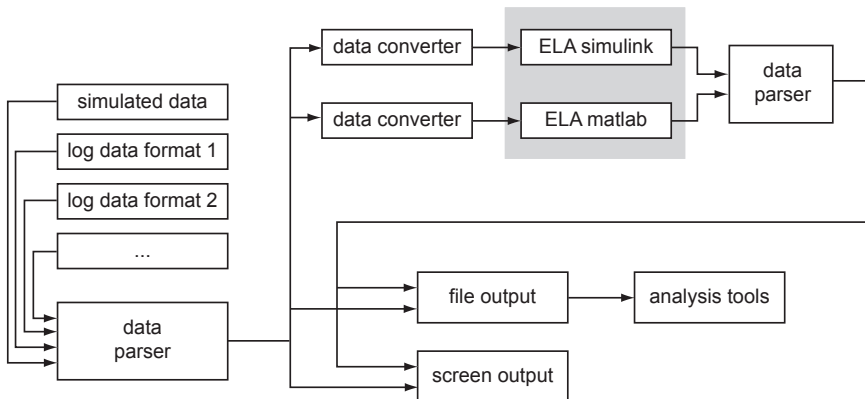 data converter
ELA simulink
data
parser
simulated data
data converter
ELA matlab
log data format 1
log data format 2
...
file output
analysis tools
data
parser
screen output